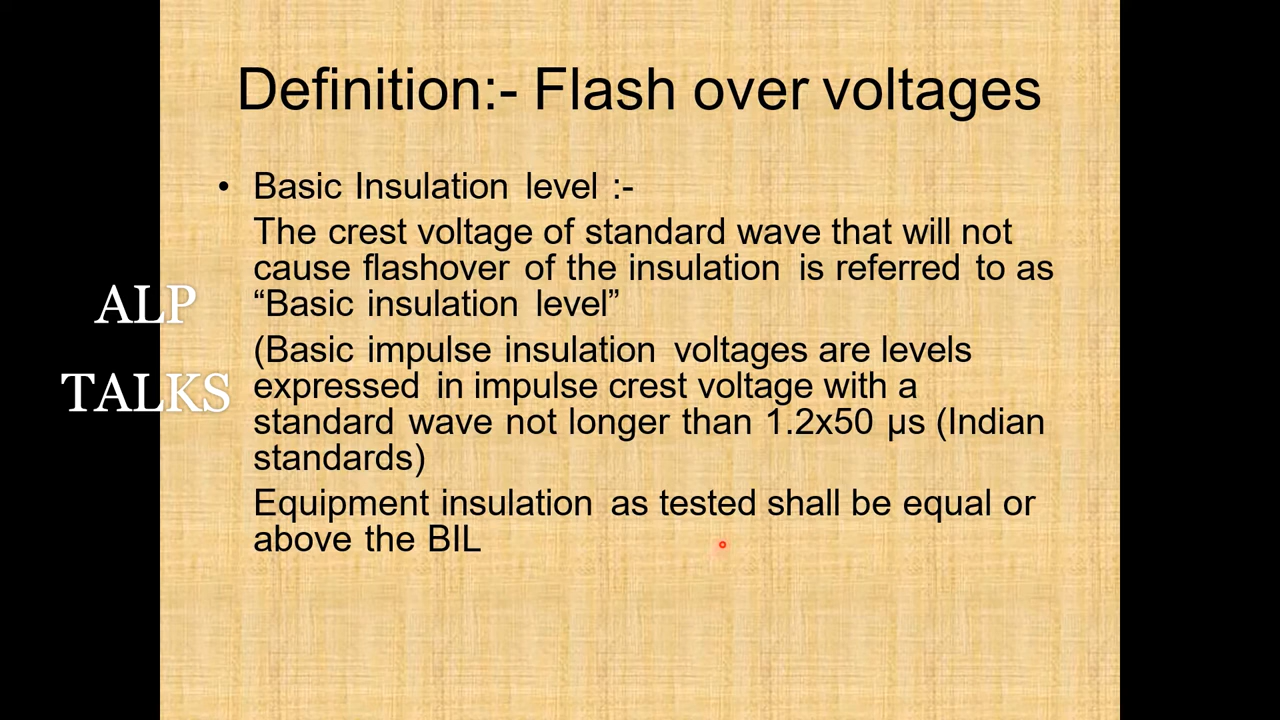 Definition:- Flash over voltages
• Basic Insulation level :-
The crest voltage of standard wave that will not
cause flashover of the insulation is referred to as
“Basic insulation level”
(Basic impulse insulation voltages are levels
expressed in impulse crest voltage with a
standard wave not longer than 1.2x50 µs (Indian
standards)
Equipment insulation as tested shall be equal or
above the BIL
ALP
TALKS